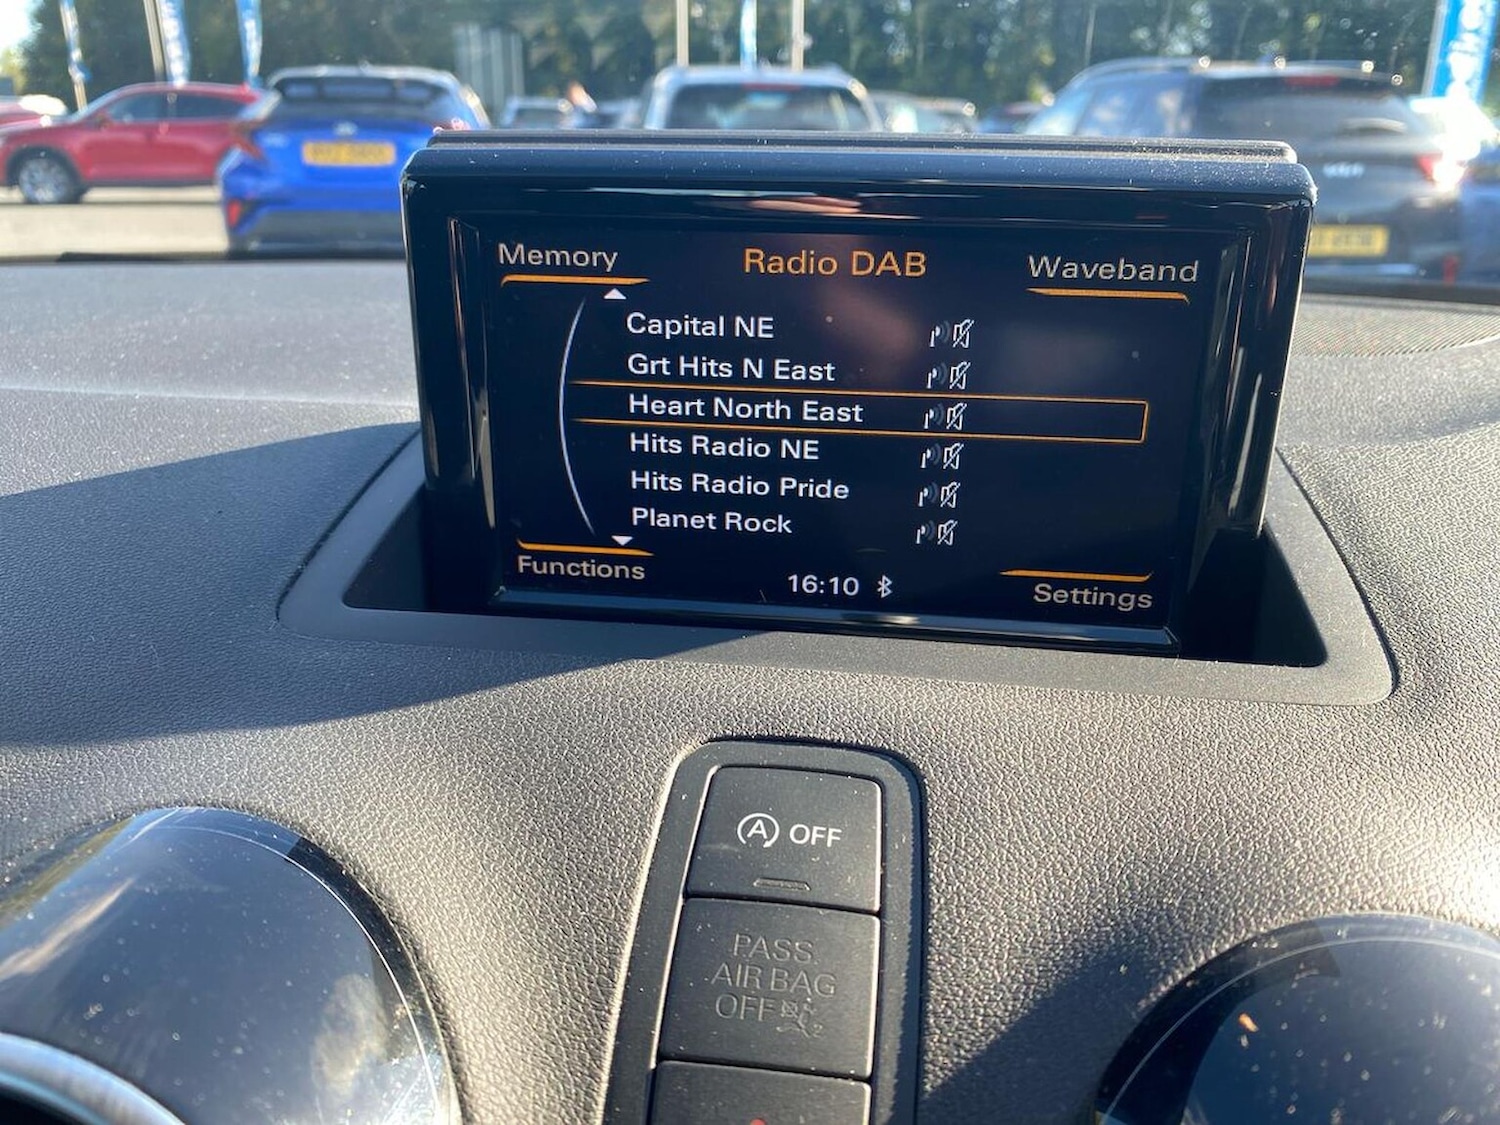 Memory
Radio DAB
Waveband
Capital NE
Grt Hits N East
Heart North East
Hits Radio NE
Hits Radio Pride
Planet Rock
Functions
16:10
Settings
A OFF
PASS
AIR BAG
OFF